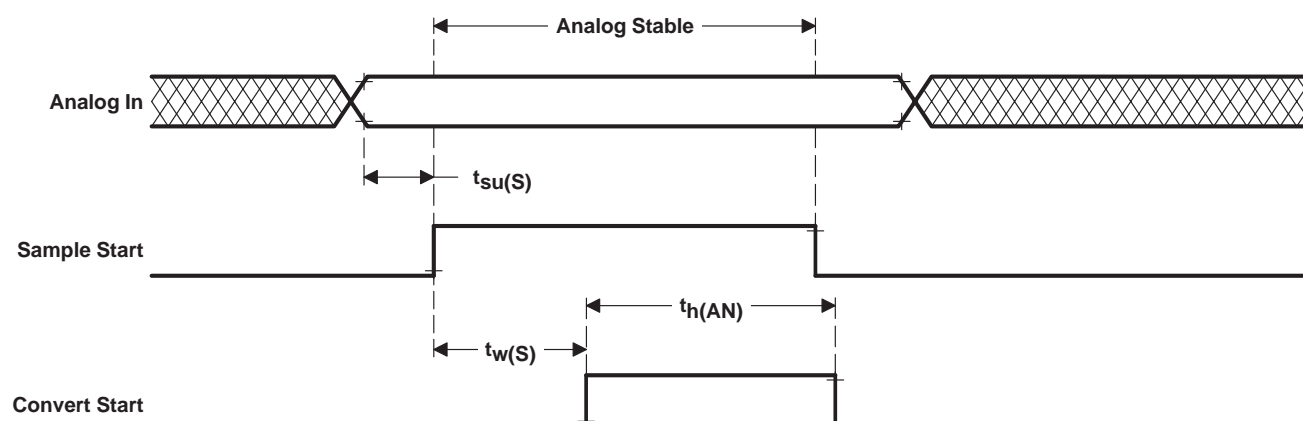 Analog Stable
Analog In
tsu(S)
Sample Start
th(AN)
tw(S)
Convert Start